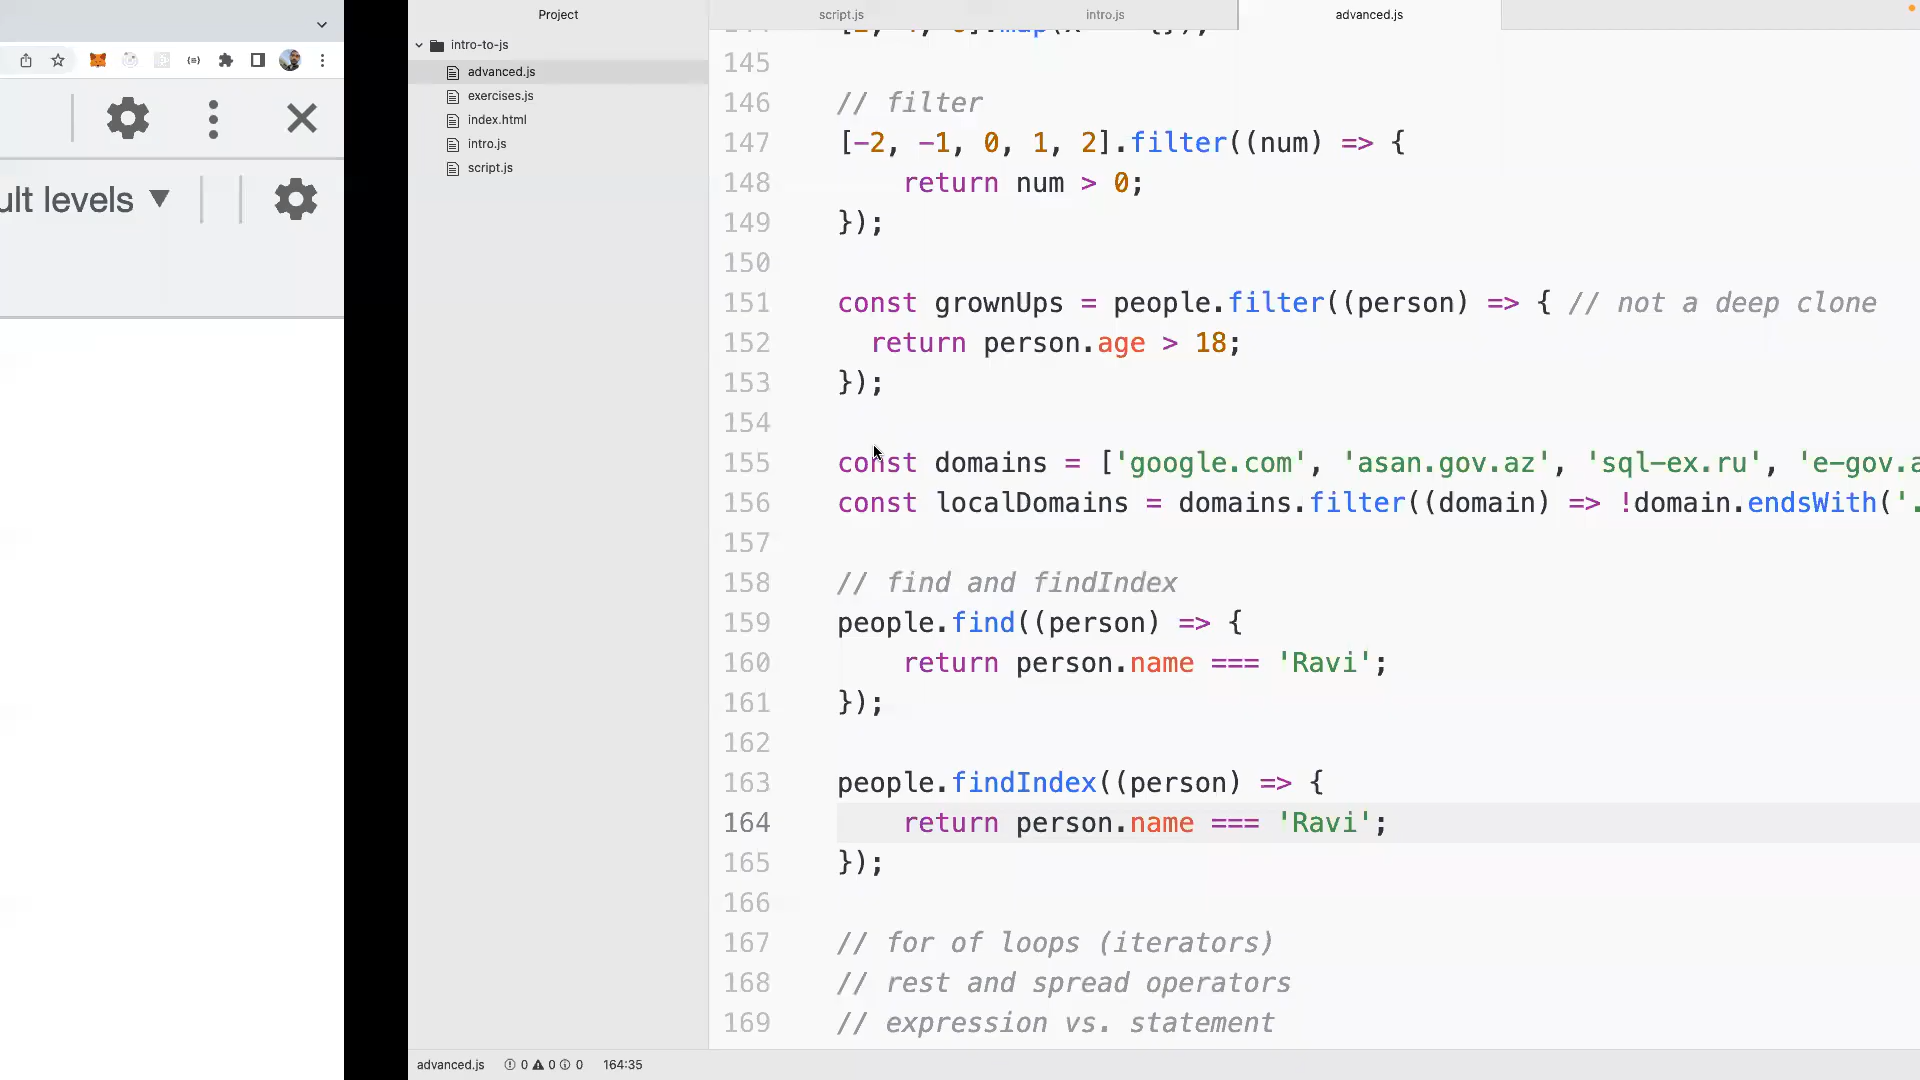 ult levels ▼
Project
intro-to-js
advanced.js
exercises.js
index.html
intro.js
script.js
script.js
intro.js
advanced.js
145
146 // filter
147 [-2, -1, 0, 1, 2].filter((num) => {
148 return num > 0;
149 });
150
151 const grownUps = people.filter((person) => { // not a deep clone
152 return person.age > 18;
153 });
154
155 const domains = ['google.com', 'asan.gov.az', 'sql-ex.ru', 'e-gov.a
156 const localDomains = domains.filter((domain) => !domain.endsWith('.
157
158 // find and findIndex
159 people.find((person) => {
160 return person.name === 'Ravi';
161 });
162
163 people.findIndex((person) => {
164 return person.name === 'Ravi';
165 });
166
167 // for of loops (iterators)
168 // rest and spread operators
169 // expression vs. statement
advanced.js 0 0 0 164:35